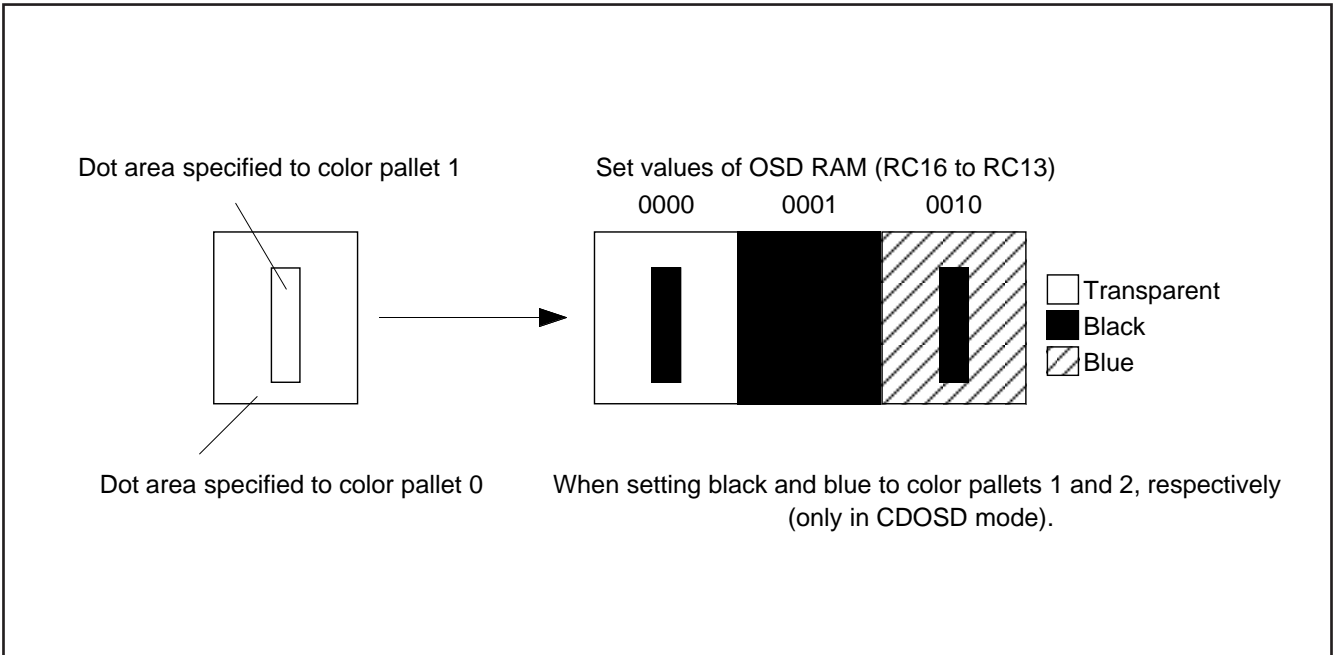 Dot area specified to color pallet 1
Set values of OSD RAM (RC16 to RC13)
0000 0001 0010
Transparent
Black
Blue
Dot area specified to color pallet 0
When setting black and blue to color pallets 1 and 2, respectively
(only in CDOSD mode).